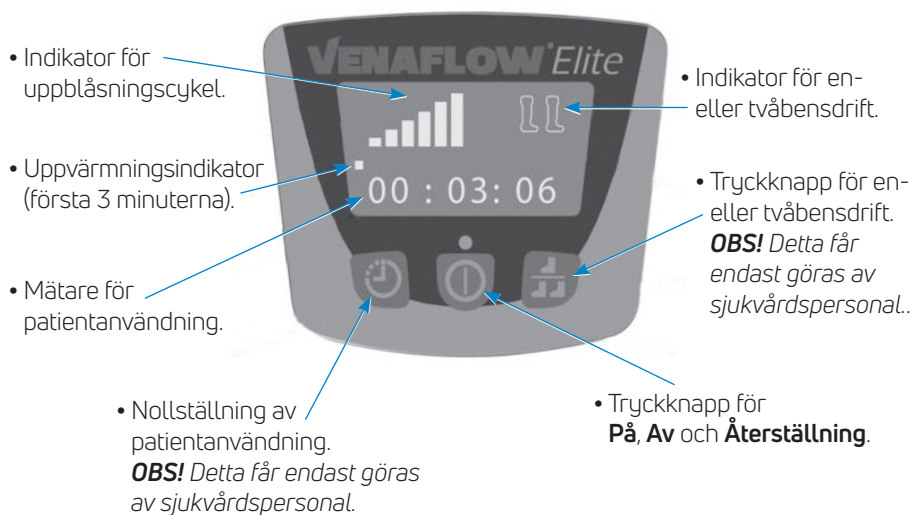 VENAFLOW Elite
• Indikator för
uppblåsningscykel.
• Uppvärmningsindikator
(första 3 minuterna).
• Mätare för
patientanvändning.
00 : 03: 06
• Indikator för en-
eller tvåbensdrift.
• Tryckknapp för en-
eller tvåbensdrift.
OBS! Detta får
endast göras av
sjukvårdspersonal..
• Nollställning av
patientanvändning.
OBS! Detta får endast göras
av sjukvårdspersonal.
• Tryckknapp för
På, Av och Återställning.